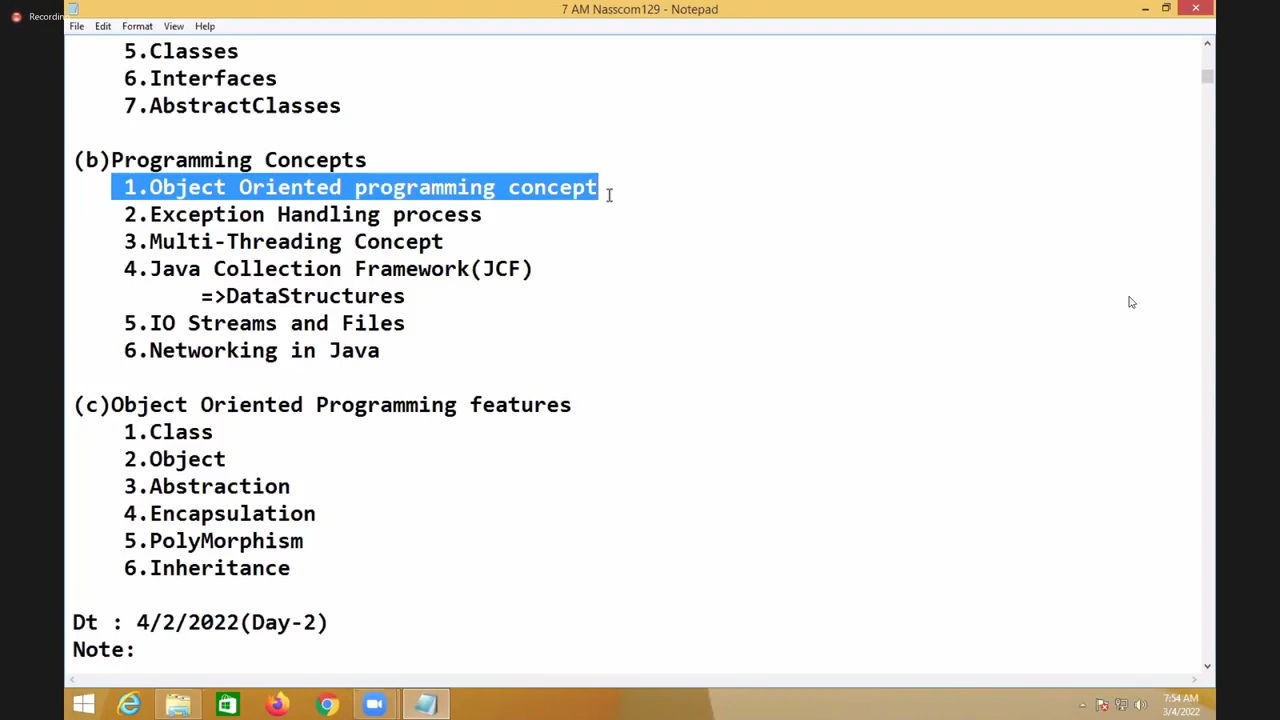 Recording
7 AM Nasscom129 - Notepad
File Edit Format View Help
5.Classes
6.Interfaces
7.AbstractClasses
(b)Programming Concepts
1.Object Oriented programming concept
2.Exception Handling process
3.Multi-Threading Concept
4.Java Collection Framework(JCF)
=>DataStructures
5.IO Streams and Files
6.Networking in Java
(c)Object Oriented Programming features
1.Class
2.Object
3.Abstraction
4.Encapsulation
5.PolyMorphism
6.Inheritance
Dt : 4/2/2022(Day-2)
Note:
7:54 AM
3/4/2022